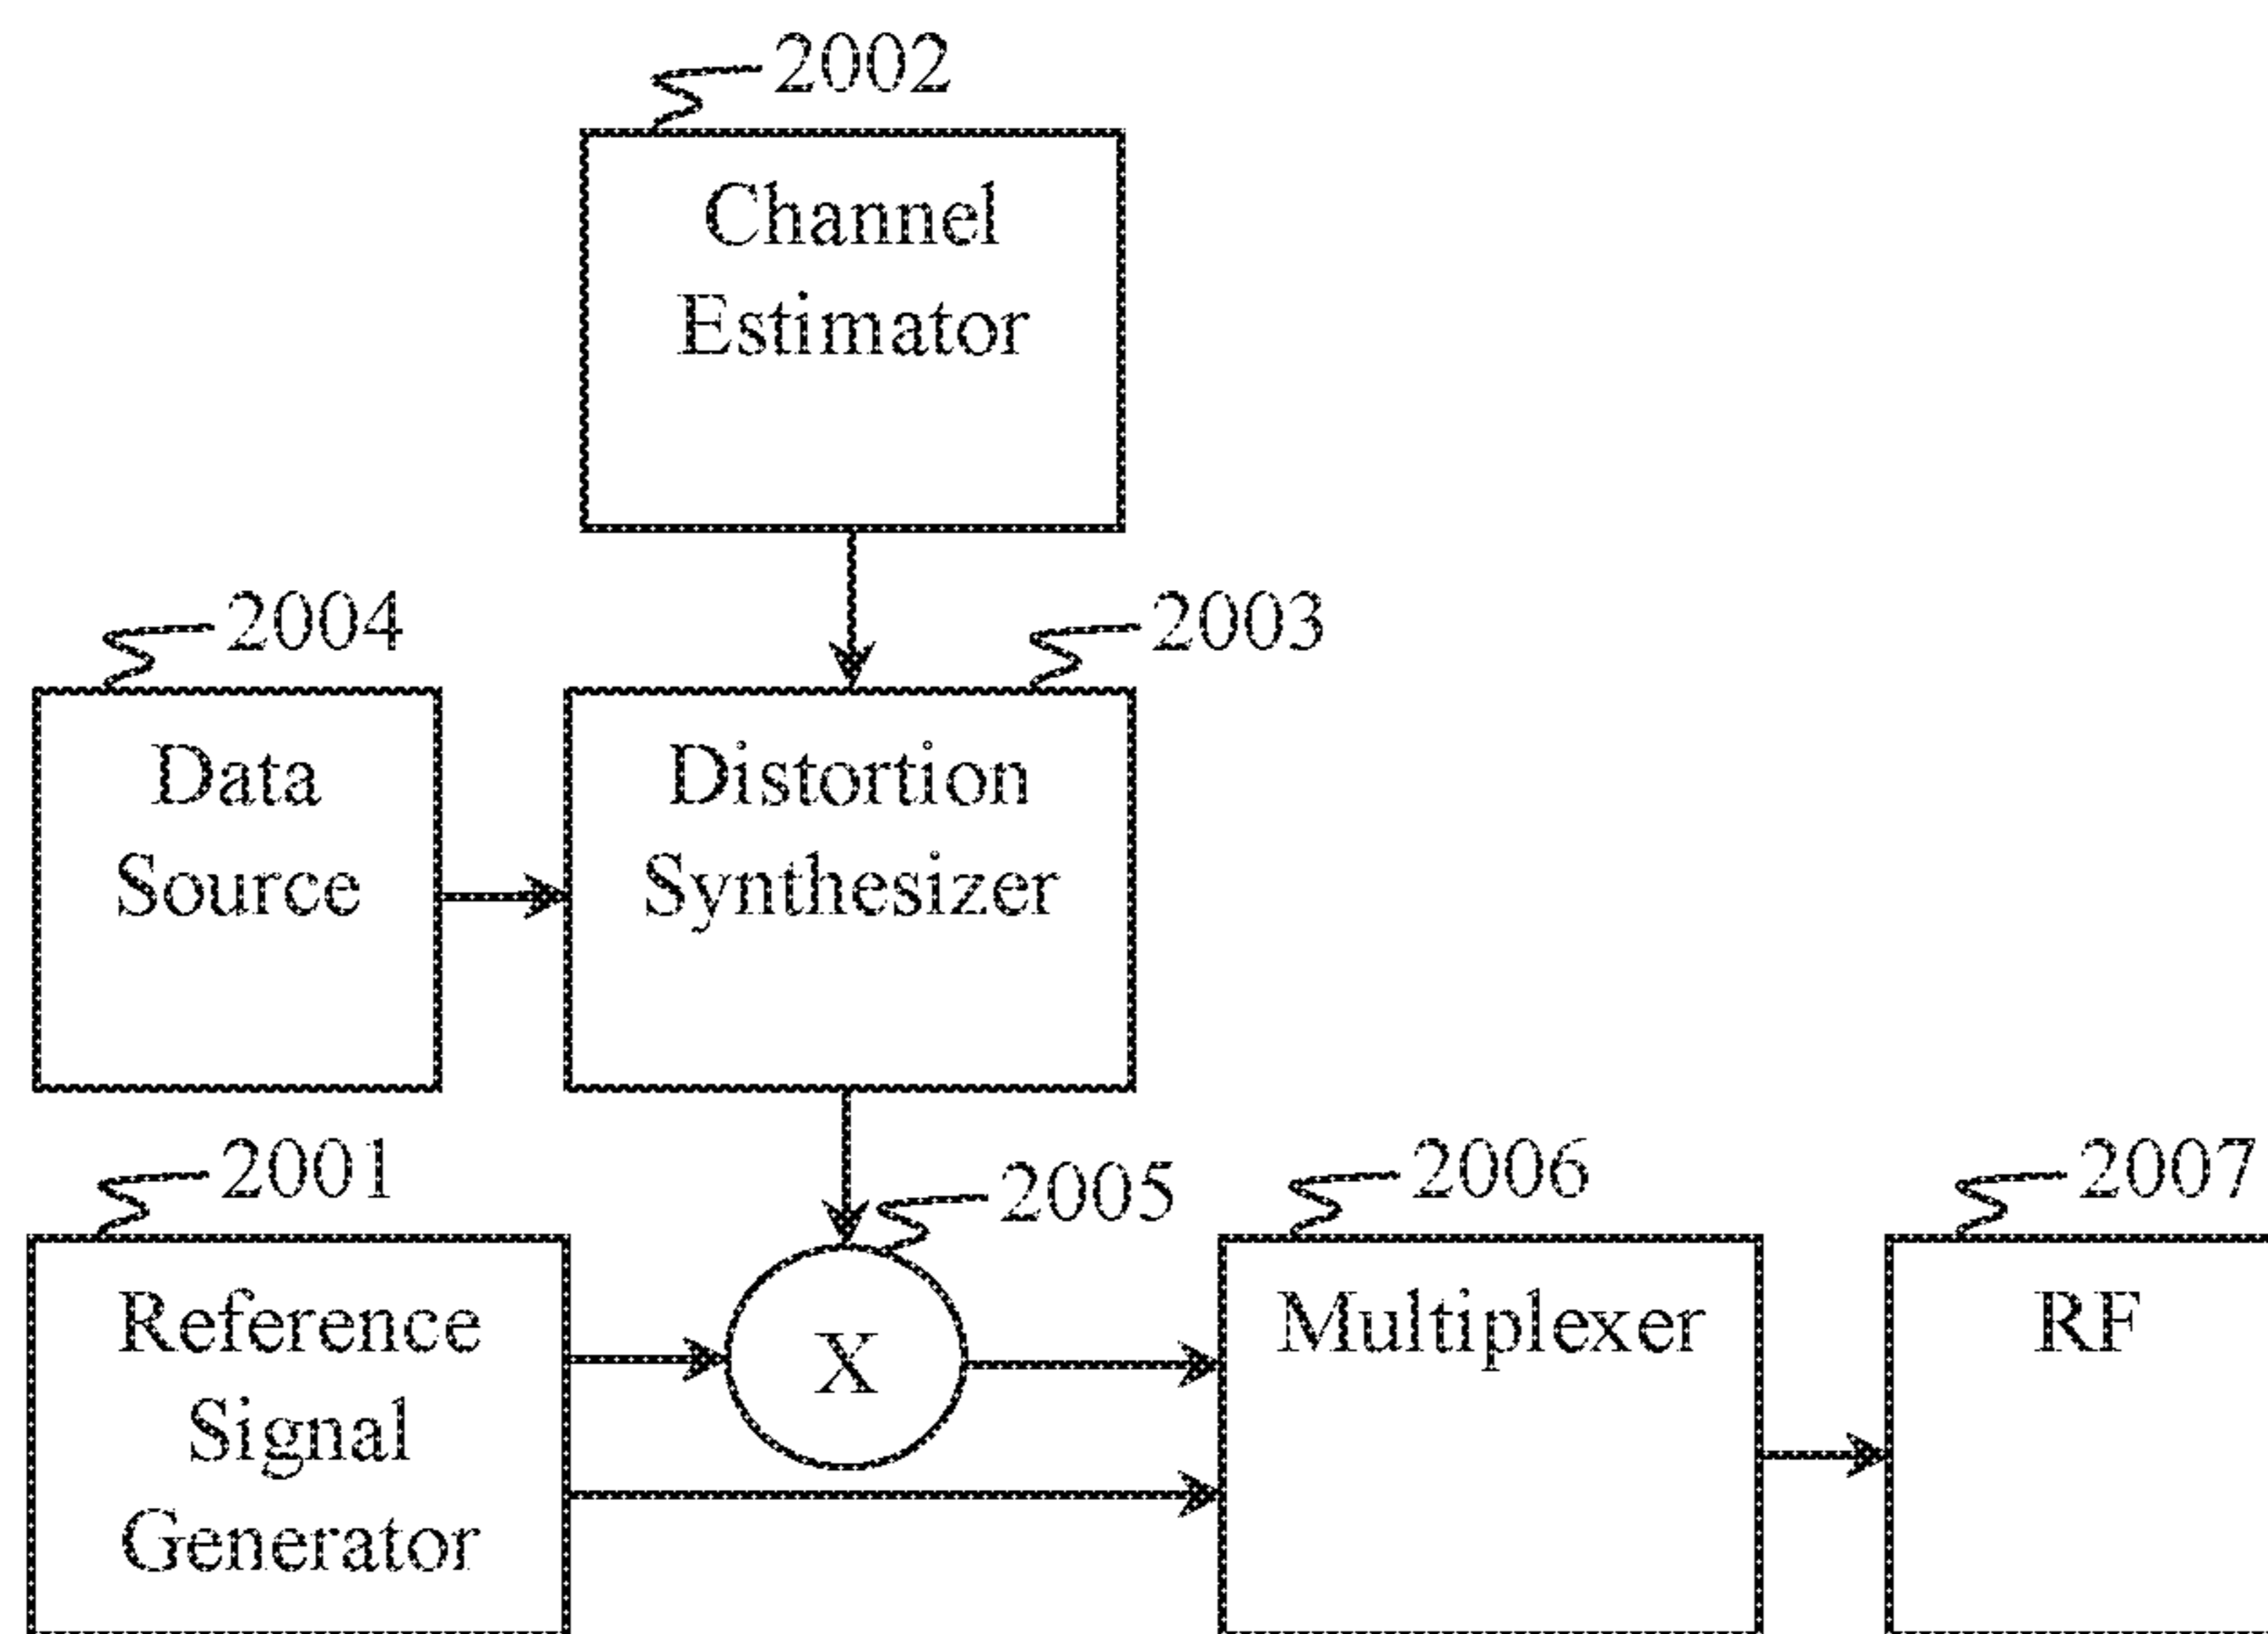 2002
Channel
Estimator
2004
2003
Data
Source
Distortion
Synthesizer
2001
2005
2006
2007
Reference
Signal
Generator
X
Multiplexer
RF